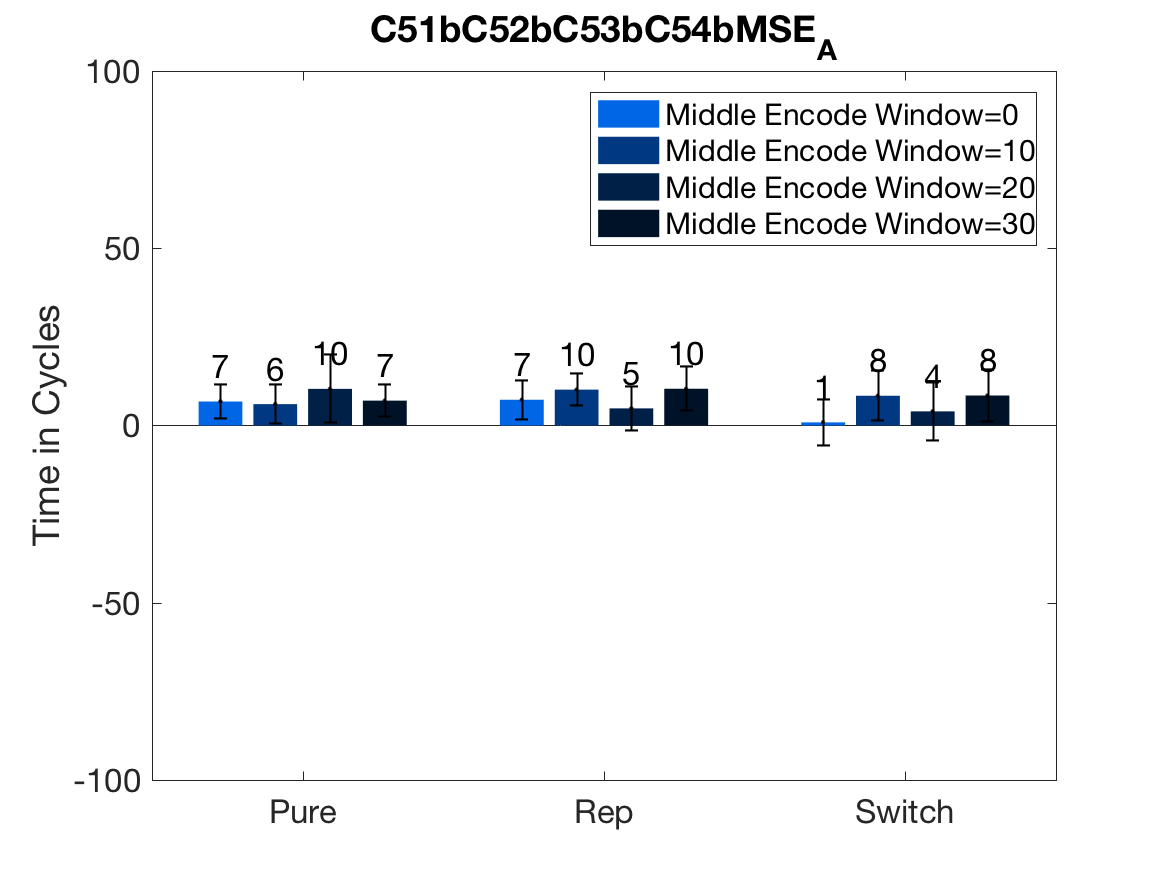 C51bC52bC53bC54bMSE_A
100
Middle Encode Window=0
Middle Encode Window=10
Middle Encode Window=20
Middle Encode Window=30
50
Time in Cycles
7 6 10 7 7 10 5 10 1 8 4 8
0
-50
-100
Pure Rep Switch